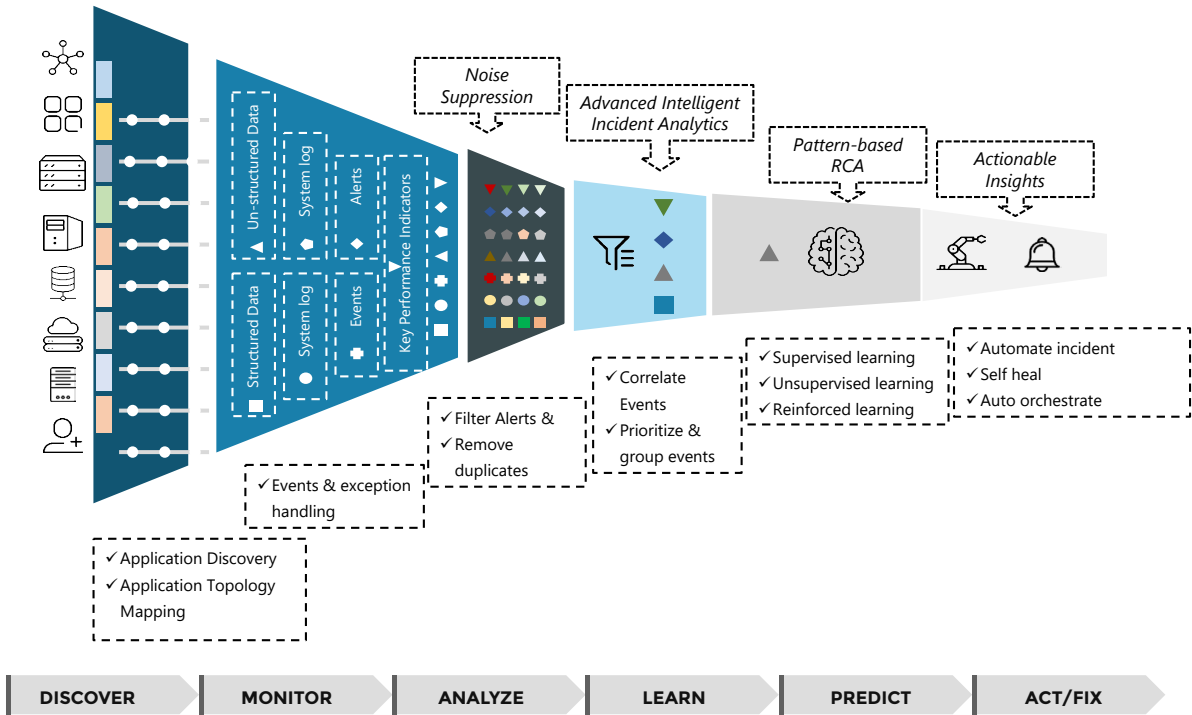 Noise
Suppression
Advanced Intelligent
Incident Analytics
Pattern-based
RCA
Actionable
Insights
Un-structured Data
System log
Alerts
Key Performance Indicators
Structured Data
System log
Events
✓Application Discovery
✓Application Topology
Mapping
✓Events & exception
handling
✓Filter Alerts &
✓Remove
duplicates
✓Correlate
Events
✓Prioritize &
group events
✓Supervised learning
✓Unsupervised learning
✓Reinforced learning
✓Automate incident
✓Self heal
✓Auto orchestrate
DISCOVER
MONITOR
ANALYZE
LEARN
PREDICT
ACT/FIX